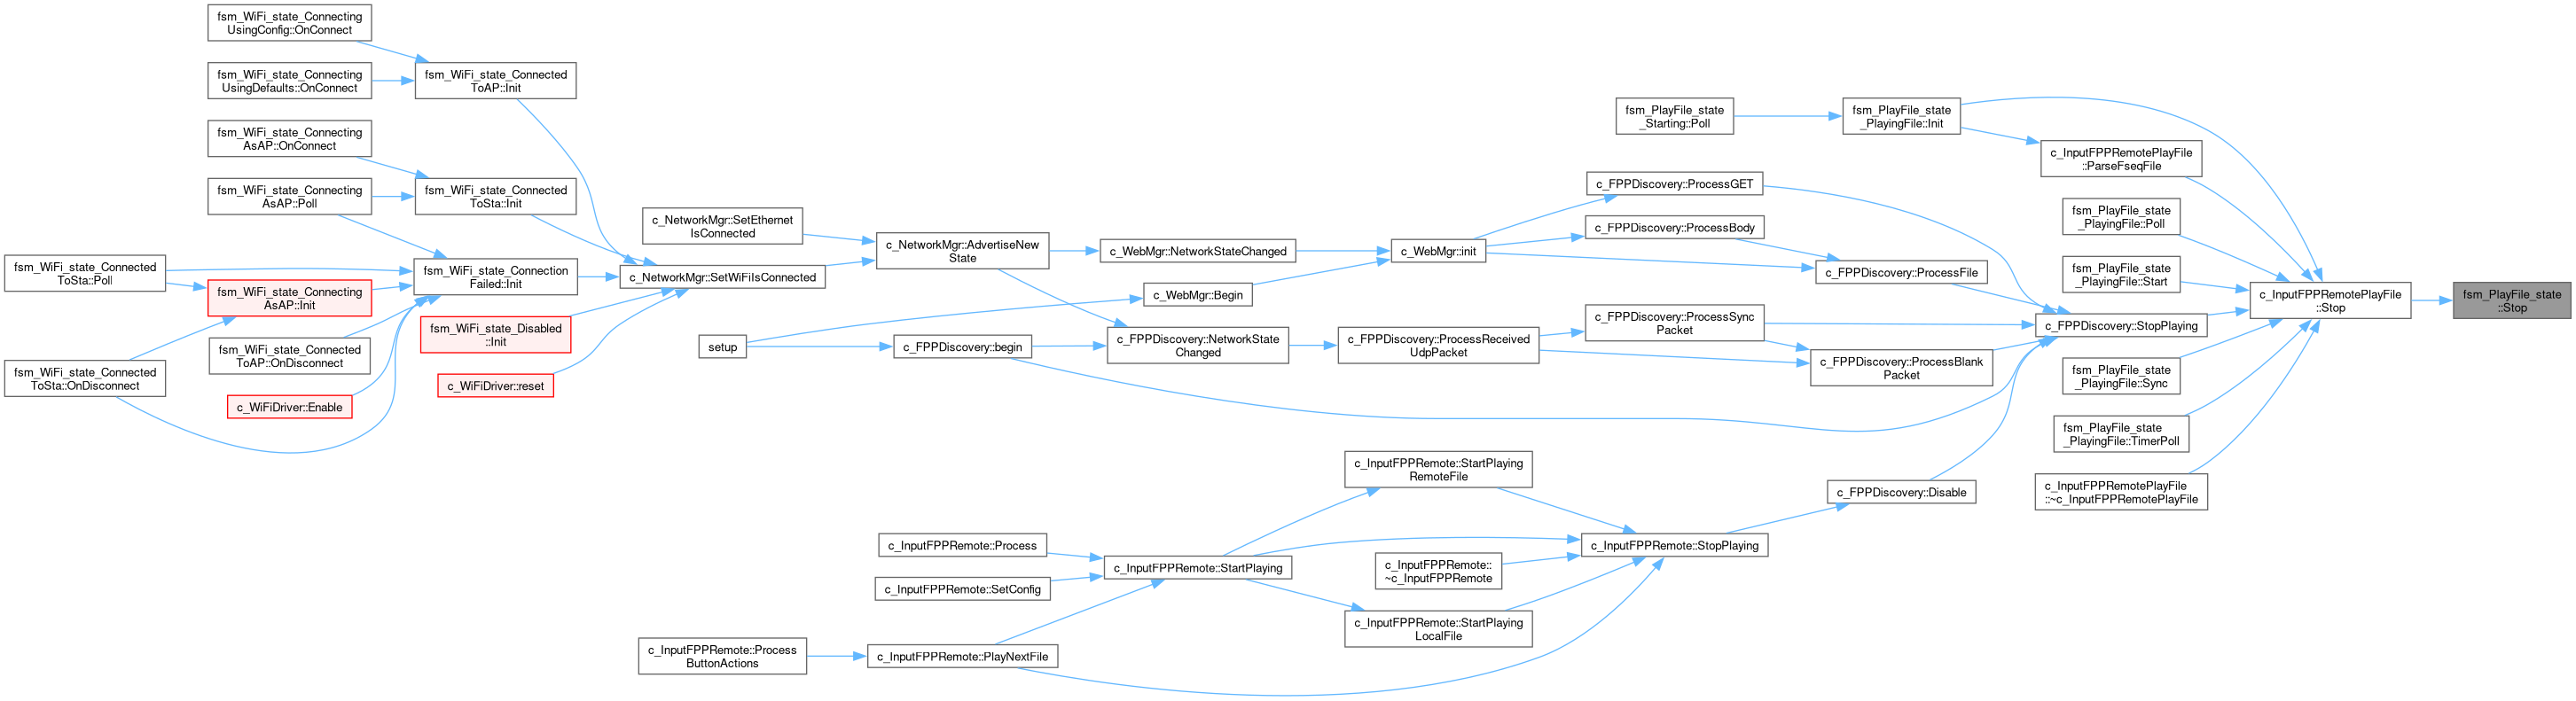 fsm_WiFi_state_Connecting
UsingConfig::OnConnect
fsm_WiFi_state_Connecting
UsingDefaults::OnConnect
fsm_WiFi_state_Connected
ToAP::Init
fsm_WiFi_state_Connecting
AsAP::OnConnect
fsm_WiFi_state_Connecting
AsAP::Poll
fsm_WiFi_state_Connected
ToSta::Init
fsm_WiFi_state_Connected
ToSta::Poll
fsm_WiFi_state_Connecting
AsAP::Init
fsm_WiFi_state_Connection
Failed::Init
fsm_WiFi_state_Connected
ToAP::OnDisconnect
fsm_WiFi_state_Connected
ToSta::OnDisconnect
c_WiFiDriver::Enable
fsm_WiFi_state_Disabled
::Init
c_WiFiDriver::reset
c_NetworkMgr::SetEthernet
IsConnected
c_NetworkMgr::SetWiFiIsConnected
c_NetworkMgr::AdvertiseNew
State
setup
c_WebMgr::NetworkStateChanged
c_WebMgr::Begin
c_FPPDiscovery::begin
c_FPPDiscovery::NetworkState
Changed
c_WebMgr::init
c_FPPDiscovery::ProcessReceived
UdpPacket
fsm_PlayFile_state
_Starting::Poll
c_FPPDiscovery::ProcessGET
c_FPPDiscovery::ProcessBody
c_FPPDiscovery::ProcessFile
c_FPPDiscovery::ProcessSync
Packet
c_FPPDiscovery::ProcessBlank
Packet
fsm_PlayFile_state
_PlayingFile::Init
c_InputFPPRemotePlayFile
::ParseFseqFile
fsm_PlayFile_state
_PlayingFile::Poll
fsm_PlayFile_state
_PlayingFile::Start
c_FPPDiscovery::StopPlaying
fsm_PlayFile_state
_PlayingFile::Sync
fsm_PlayFile_state
_PlayingFile::TimerPoll
c_InputFPPRemotePlayFile
::~c_InputFPPRemotePlayFile
c_InputFPPRemotePlayFile
::Stop
fsm_PlayFile_state
::Stop
c_FPPDiscovery::Disable
c_InputFPPRemote::StartPlaying
RemoteFile
c_InputFPPRemote::Process
c_InputFPPRemote::SetConfig
c_InputFPPRemote::StartPlaying
c_InputFPPRemote::
~c_InputFPPRemote
c_InputFPPRemote::StopPlaying
c_InputFPPRemote::StartPlaying
LocalFile
c_InputFPPRemote::Process
ButtonActions
c_InputFPPRemote::PlayNextFile